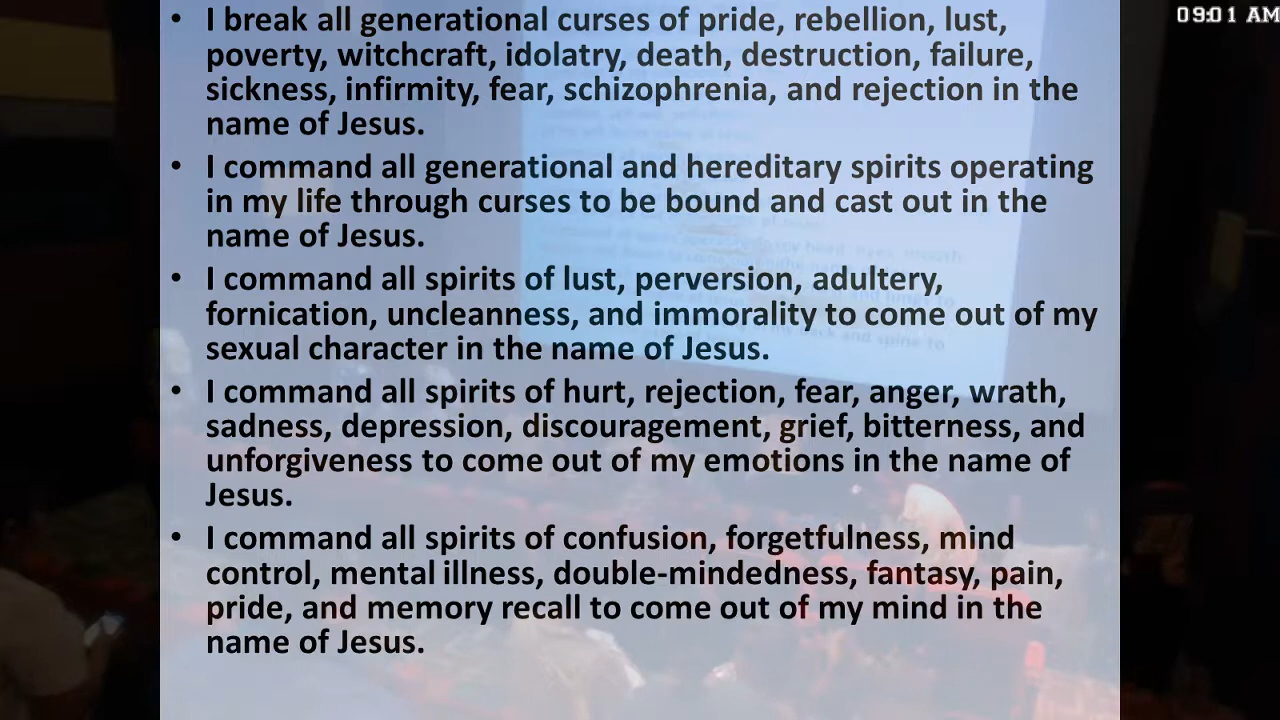 09:01 AM
• I break all generational curses of pride, rebellion, lust,
poverty, witchcraft, idolatry, death, destruction, failure,
sickness, infirmity, fear, schizophrenia, and rejection in the
name of Jesus.
• I command all generational and hereditary spirits operating
in my life through curses to be bound and cast out in the
name of Jesus.
• I command all spirits of lust, perversion, adultery,
fornication, uncleanness, and immorality to come out of my
sexual character in the name of Jesus.
• I command all spirits of hurt, rejection, fear, anger, wrath,
sadness, depression, discouragement, grief, bitterness, and
unforgiveness to come out of my emotions in the name of
Jesus.
• I command all spirits of confusion, forgetfulness, mind
control, mental illness, double-mindedness, fantasy, pain,
pride, and memory recall to come out of my mind in the
name of Jesus.